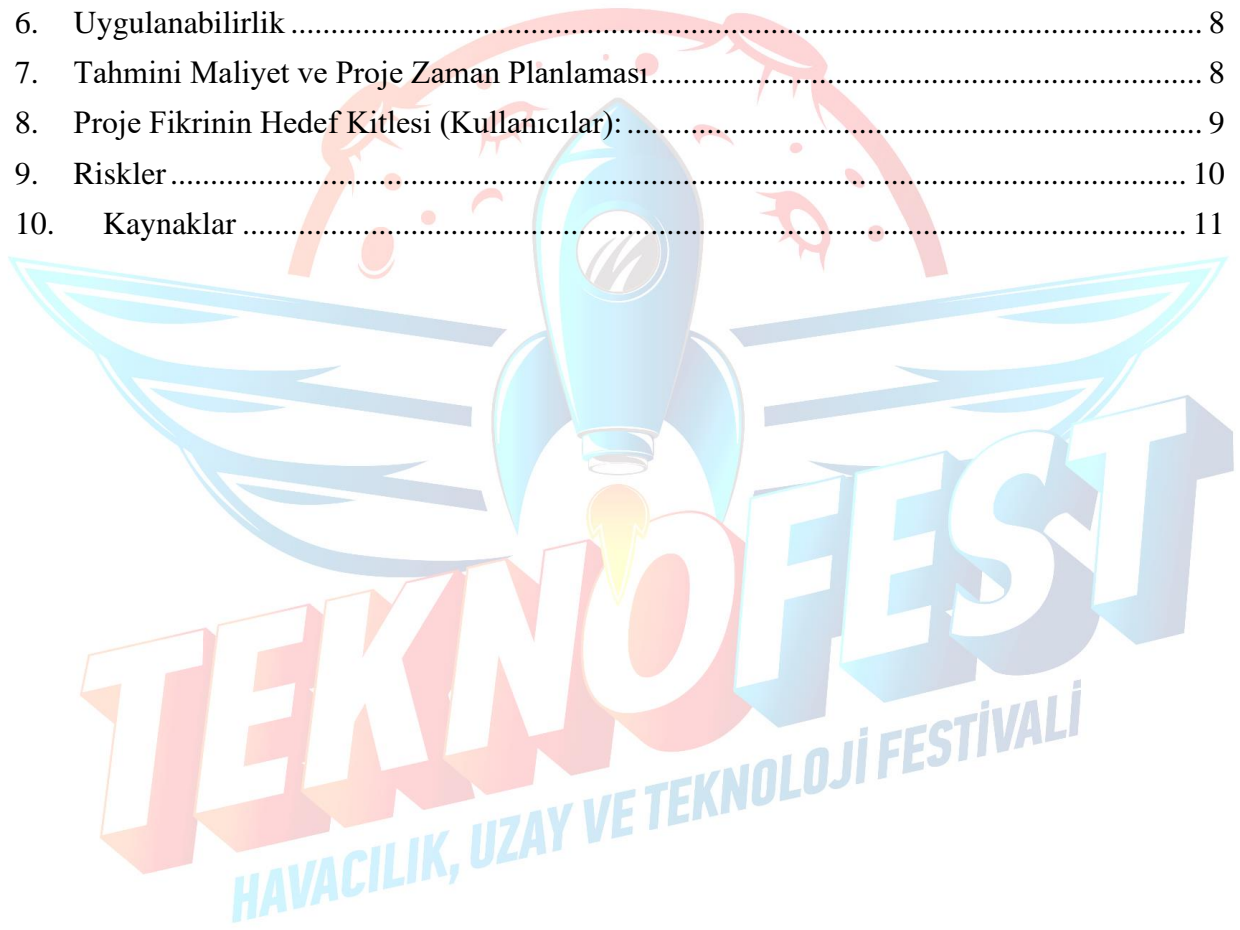 6. Uygulanabilirlik ........................................................................................................... 8
7. Tahmini Maliyet ve Proje Zaman Planlaması ................................................................ 8
8. Proje Fikrinin Hedef Kitlesi (Kullanıcılar): ................................................................... 9
9. Riskler ........................................................................................................................ 10
10. Kaynaklar ................................................................................................................. 11
TEKNOFEST
HAVACILIK, UZAY VE TEKNOLOJİ FESTİVALİ